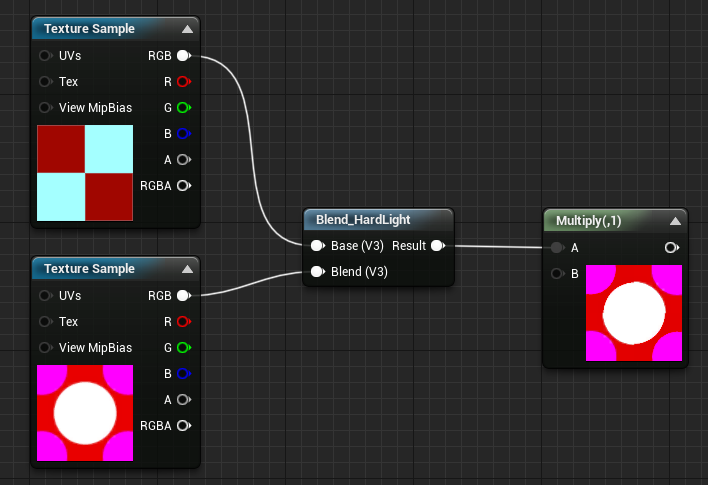 Texture Sample
UVs RGB
Tex R
View MipBias G
B
A
RGBA
Blend_HardLight
Base (V3) Result
Blend (V3)
Multiply(,1)
A
B
Texture Sample
UVs RGB
Tex R
View MipBias G
B
A
RGBA